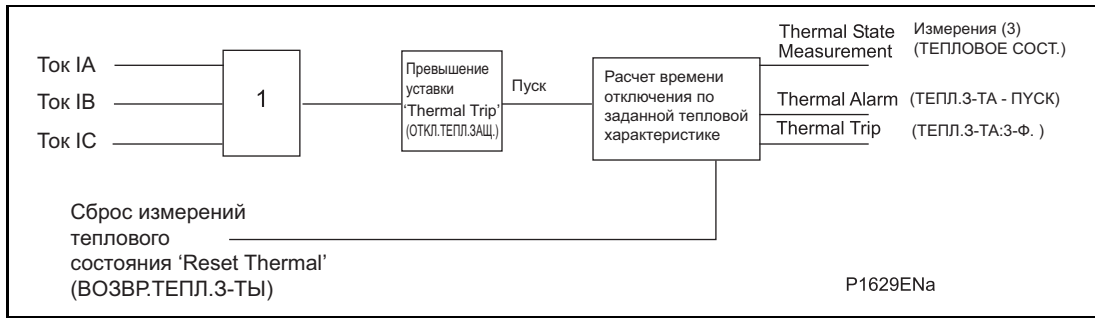 Ток IA
Ток IB
Ток IC
1
Превышение
уставки
'Thermal Trip'
(ОТКЛ.ТЕПЛ.ЗАЩ.)
Пуск
Расчет времени
отключения по
заданной тепловой
характеристике
Thermal State
Measurement
Измерения (3)
(ТЕПЛОВОЕ СОСТ.)
Thermal Alarm (ТЕПЛ.З-ТА - ПУСК)
Thermal Trip (ТЕПЛ.З-ТА:3-Ф. )
Сброс измерений
теплового
состояния ‘Reset Thermal’
(ВОЗВР.ТЕПЛ.З-ТЫ)
P1629ENa